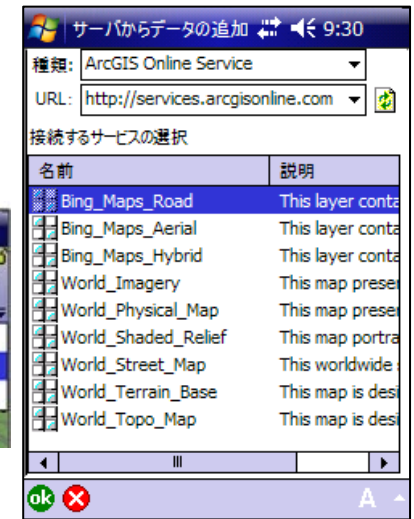 サーバからデータの追加 9:30
種類: ArcGIS Online Service
URL: http://services.arcgisonline.com
接続するサービスの選択
名前 説明
Bing_Maps_Road This layer conta
Bing_Maps_Aerial This layer conta
Bing_Maps_Hybrid This layer conta
World_Imagery This map preser
World_Physical_Map This map preser
World_Shaded_Relief This map portra
World_Street_Map This worldwide
World_Terrain_Base This map is desi
World_Topo_Map This map is desi
ok A